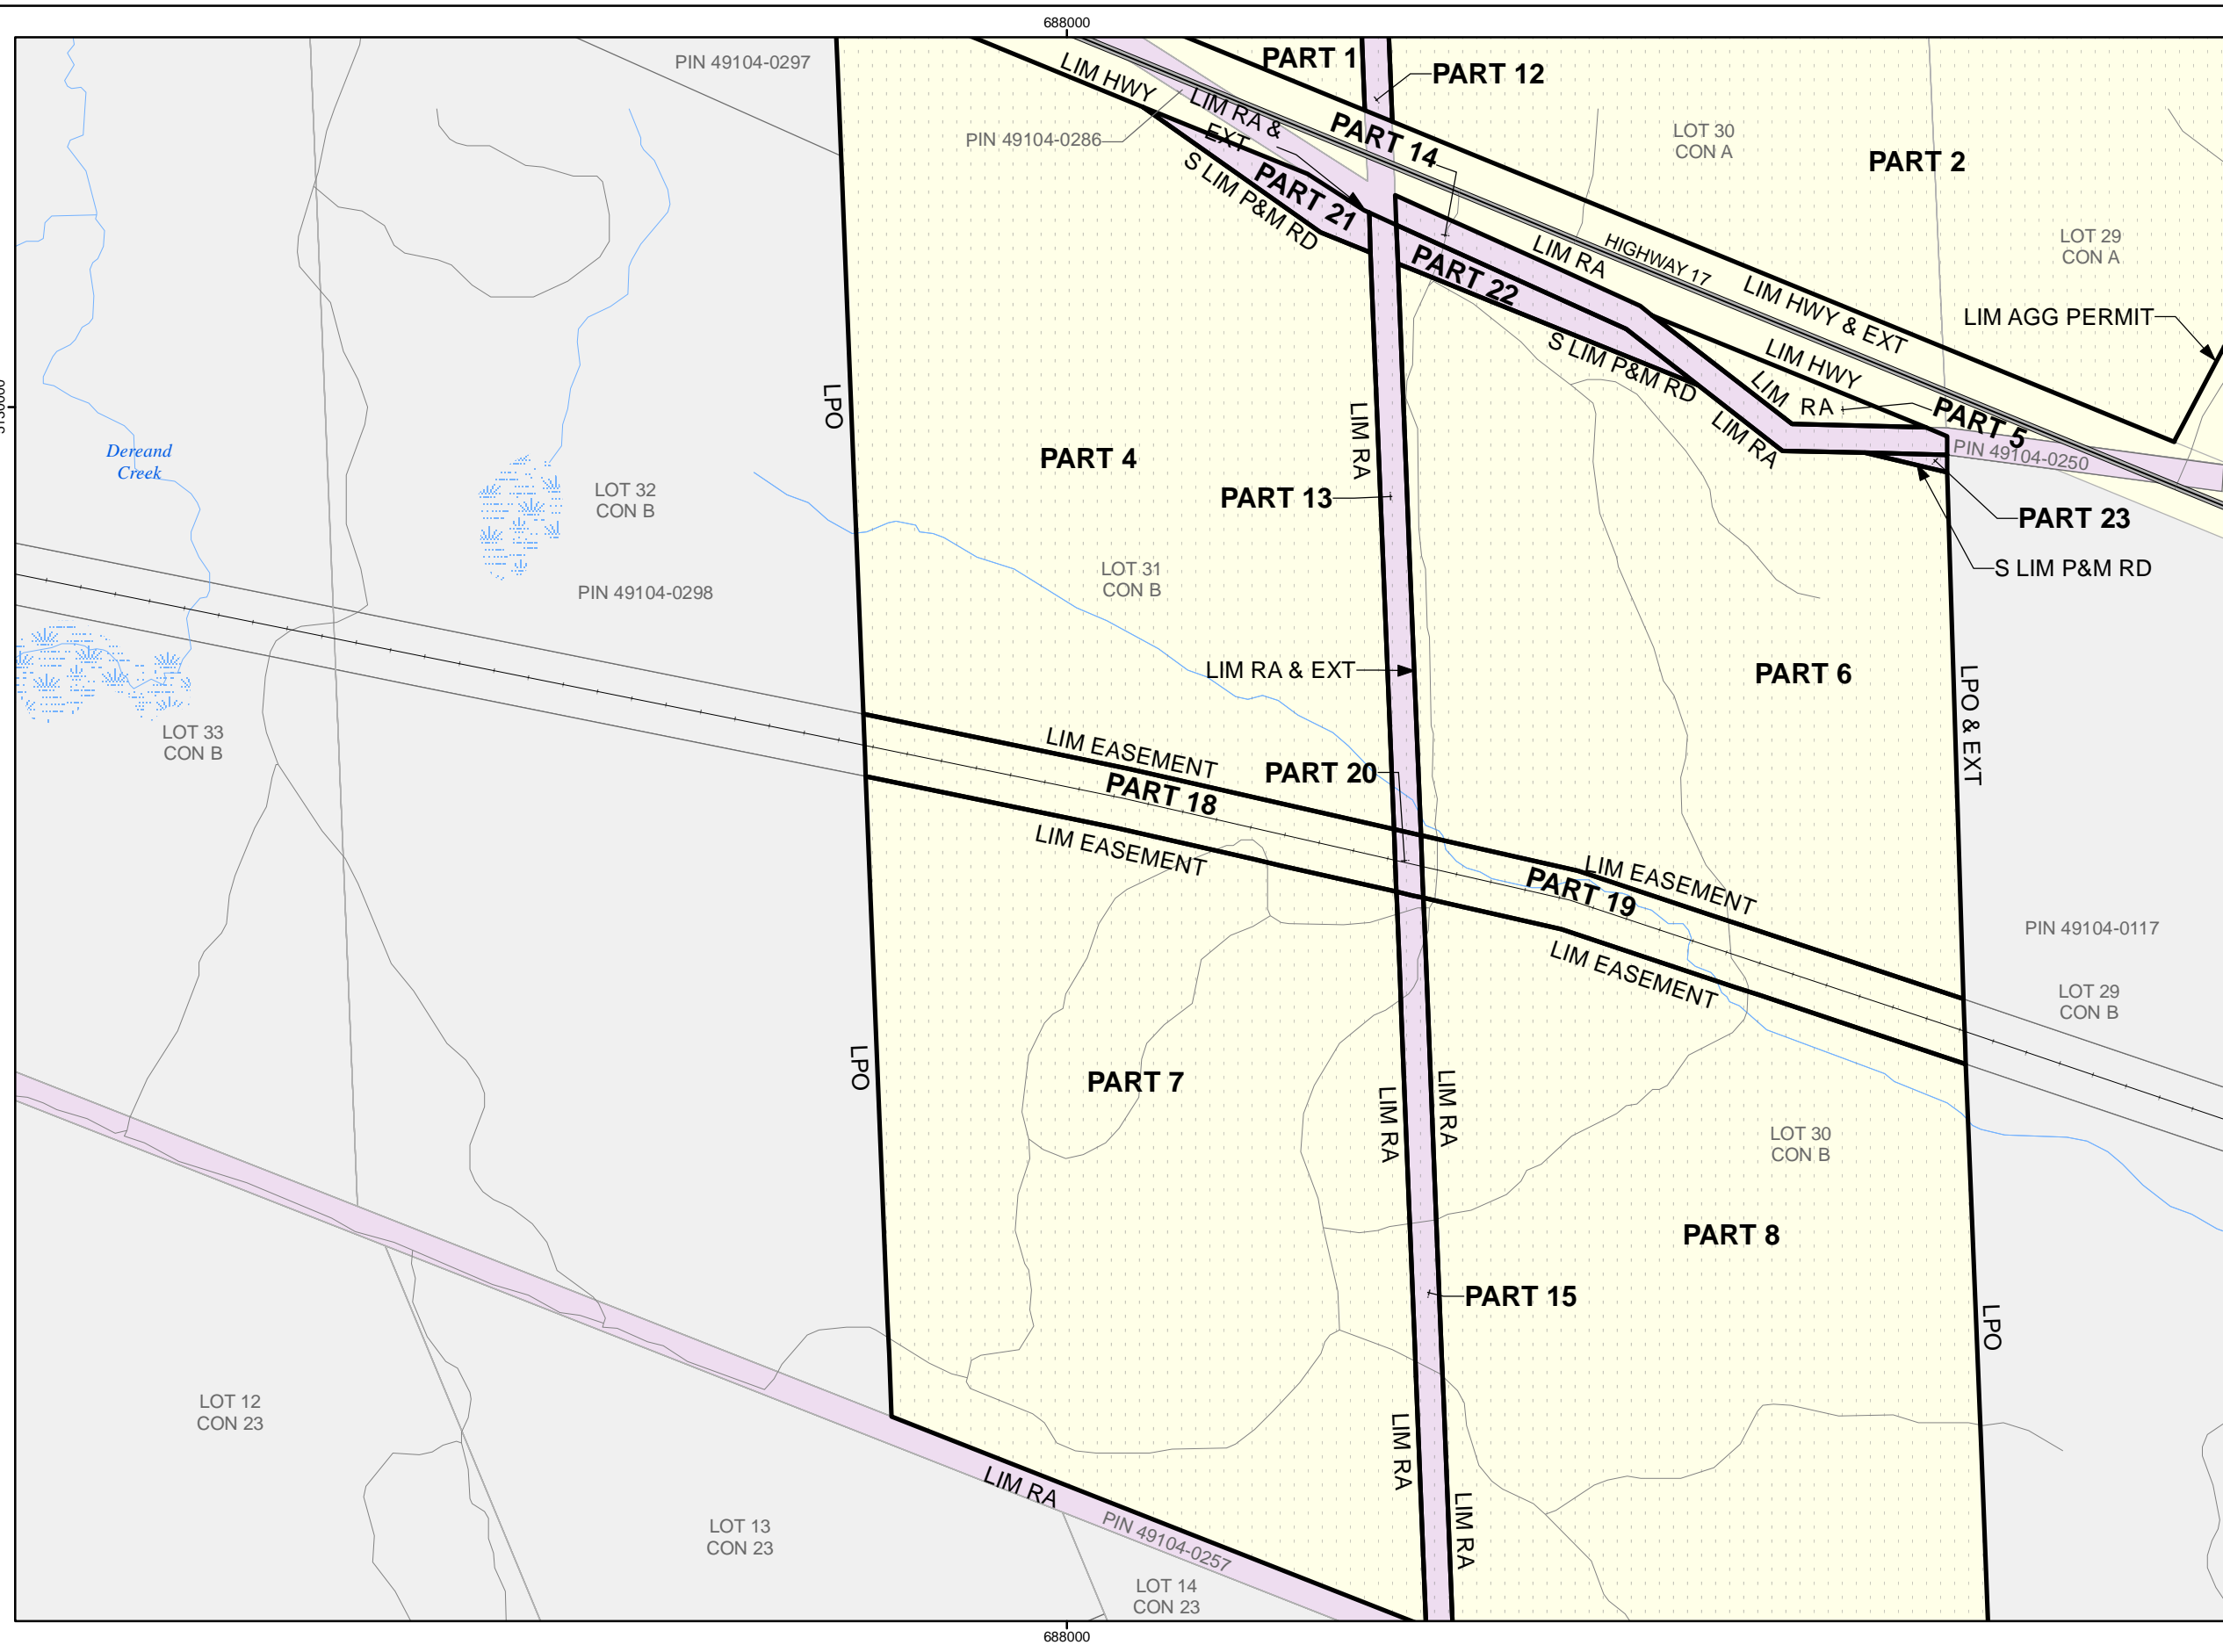 688000
PIN 49104-0297
PART 1
PART 12
LIM HWY
LIM RA &
EXT
PIN 49104-0286
PART 14
LOT 30
CON A
PART 2
S LIM P&M RD
PART 21
LIM RA
HIGHWAY 17
LOT 29
CON A
PART 22
LIM HWY & EXT
LIM AGG PERMIT
S LIM P&M RD
LIM HWY
LIM
RA
PART 5
LIM RA
PIN 49104-0250
LPO
LIM RA
Dereand
Creek
PART 4
LOT 32
CON B
PART 13
PART 23
S LIM P&M RD
LOT 31
CON B
PIN 49104-0298
LIM RA & EXT
PART 6
LPO & EXT
LOT 33
CON B
LIM EASEMENT
PART 20
PART 18
LIM EASEMENT
LIM EASEMENT
PART 19
PIN 49104-0117
LIM EASEMENT
LOT 29
CON B
LPO
PART 7
LIM RA
LIM RA
LOT 30
CON B
PART 8
PART 15
LPO
LOT 12
CON 23
LIM RA
LIM RA
LIM RA
PIN 49104-0257
LOT 13
CON 23
LOT 14
CON 23
688000